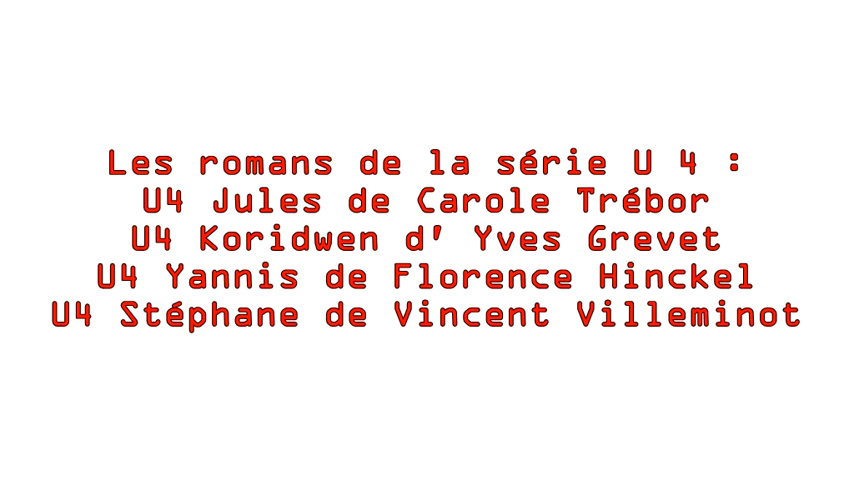 Les romans de la série U 4 :
U4 Jules de Carole Trébor
U4 Koridwen d' Yves Grevet
U4 Yannis de Florence Hinckel
U4 Stéphane de Vincent Villeminot